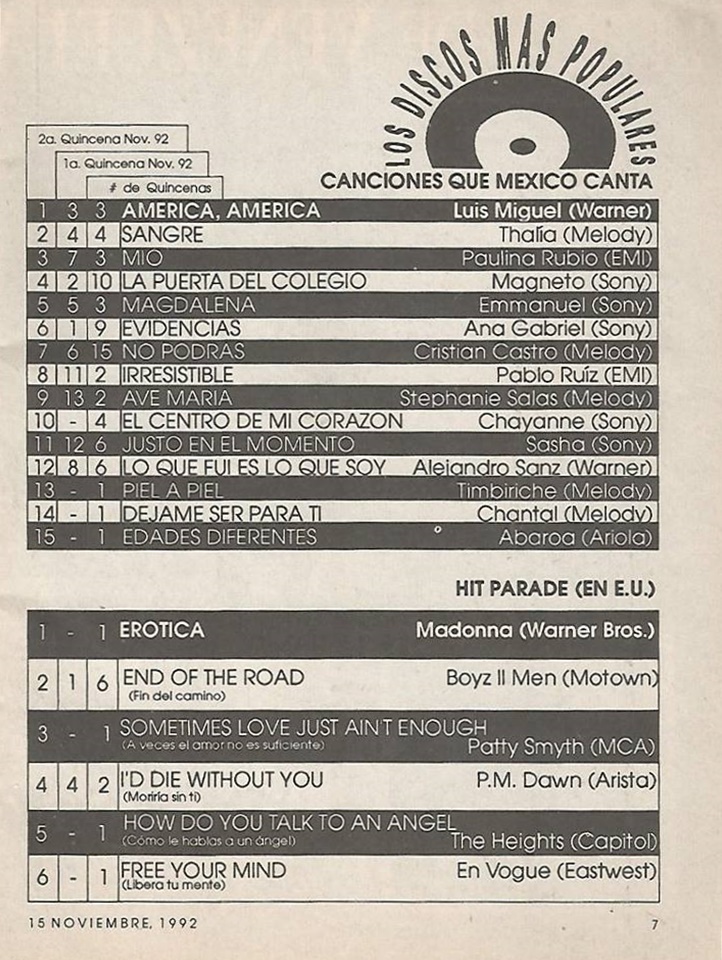 LOS DISCOS MAS POPULARES
2a. Quincena Nov. 92
1a. Quincena Nov. 92
# de Quincenas
CANCIONES QUE MEXICO CANTA
1 3 3 AMERICA, AMERICA Luis Miguel (Warner)
2 4 4 SANGRE Thalía (Melody)
3 7 3 MIO Paulina Rubio (EMI)
4 2 10 LA PUERTA DEL COLEGIO Magneto (Sony)
5 5 3 MAGDALENA Emmanuel (Sony)
6 1 9 EVIDENCIAS Ana Gabriel (Sony)
7 6 15 NO PODRAS Cristian Castro (Melody)
8 11 2 IRRESISTIBLE Pablo Ruíz (EMI)
9 13 2 AVE MARIA Stephanie Salas (Melody)
10 - 4 EL CENTRO DE MI CORAZON Chayanne (Sony)
11 12 6 JUSTO EN EL MOMENTO Sasha (Sony)
12 8 6 LO QUE FUI ES LO QUE SOY Alejandro Sanz (Warner)
13 - 1 PIEL A PIEL Timbiriche (Melody)
14 - 1 DEJAME SER PARA TI Chantal (Melody)
15 - 1 EDADES DIFERENTES Abaroa (Ariola)
HIT PARADE (EN E.U.)
1 - 1 EROTICA Madonna (Warner Bros.)
2 1 6 END OF THE ROAD Boyz II Men (Motown)
(Fin del camino)
3 - 1 SOMETIMES LOVE JUST AIN'T ENOUGH
(A veces el amor no es suficiente) Patty Smyth (MCA)
4 4 2 I'D DIE WITHOUT YOU P.M. Dawn (Arista)
(Moriría sin ti)
5 - 1 HOW DO YOU TALK TO AN ANGEL
(Cómo le hablas a un ángel) The Heights (Capitol)
6 - 1 FREE YOUR MIND En Vogue (Eastwest)
(Libera tu mente)
15 NOVIEMBRE, 1992 7